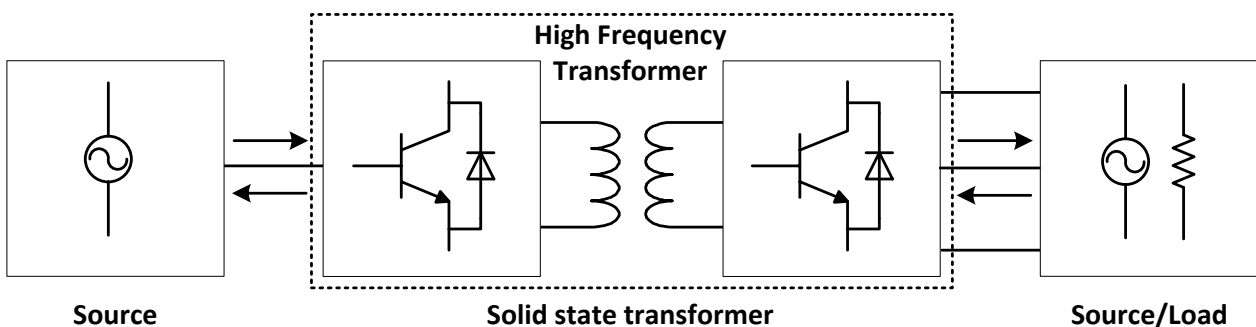 High Frequency
Transformer
Source
Solid state transformer
Source/Load